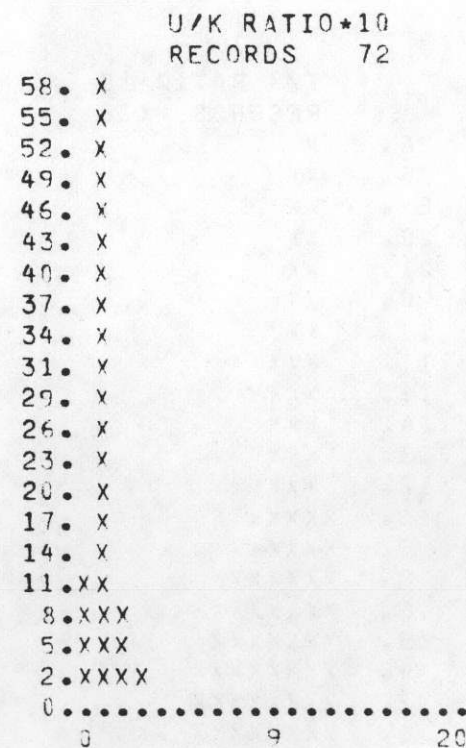 U/K RATIO*10
RECORDS 72
58. X
55. X
52. X
49. X
46. X
43. X
40. X
37. X
34. X
31. X
29. X
26. X
23. X
20. X
17. X
14. X
11.XX
8.XXX
5.XXX
2.XXXX
0.....................
0 9 20